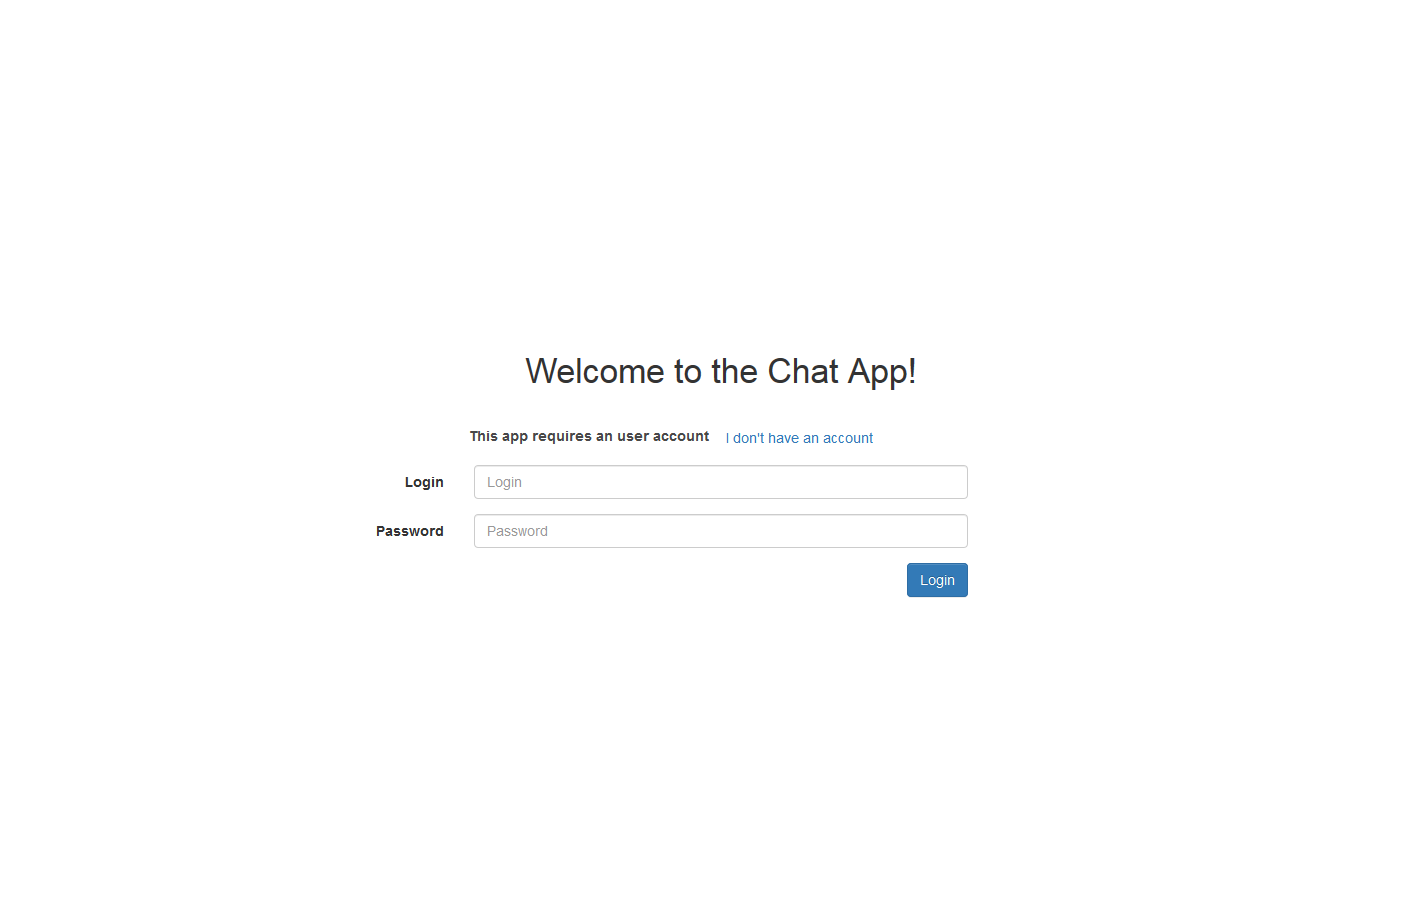 Welcome to the Chat App!
This app requires an user account I don't have an account
Login Login
Password Password
Login